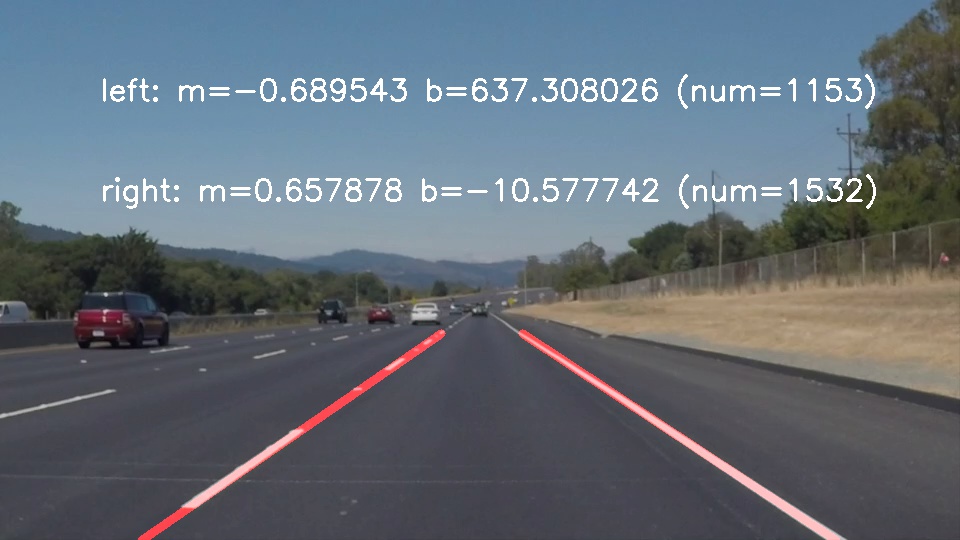 left: m=-0.689543 b=637.308026 (num=1153)
right: m=0.657878 b=-10.577742 (num=1532)